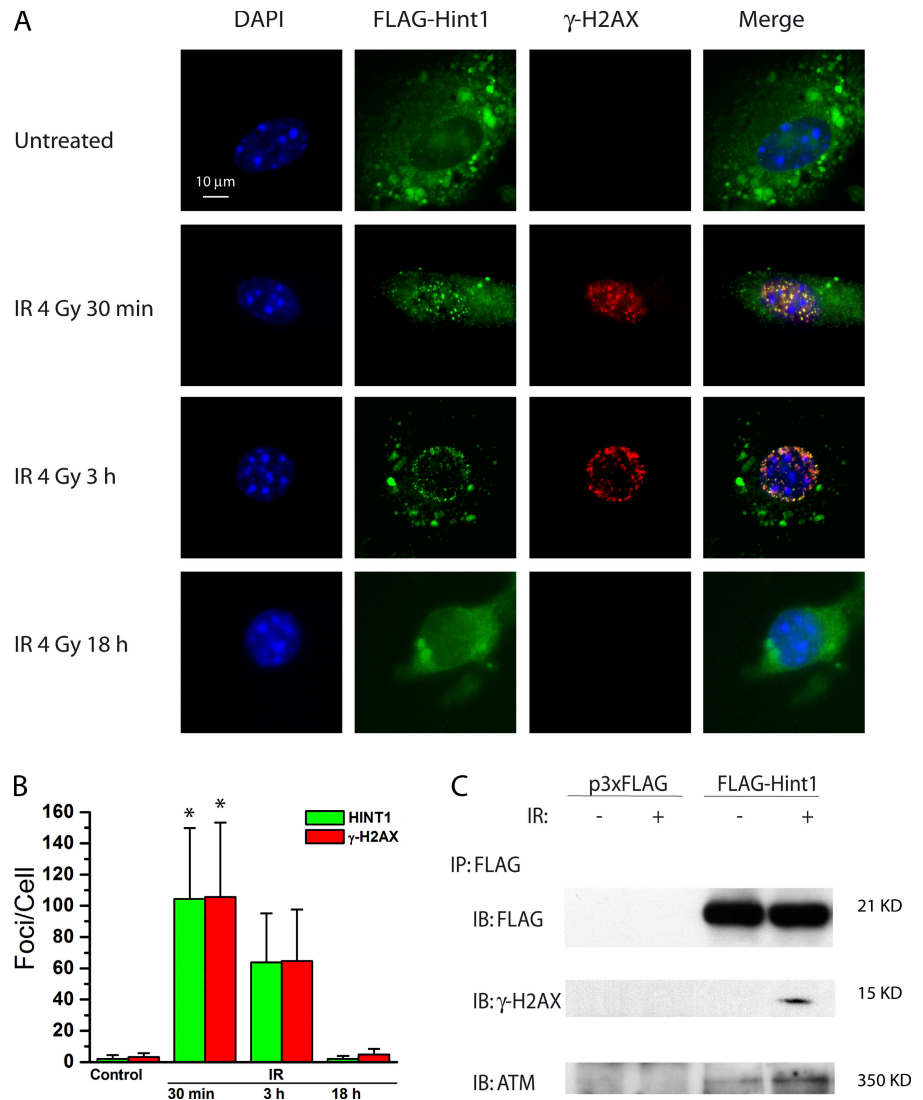 A
DAPI FLAG-Hint1 γ-H2AX Merge
Untreated
10 μm
IR 4 Gy 30 min
IR 4 Gy 3 h
IR 4 Gy 18 h
B
160
140
120
100
80
60
40
20
0
Foci/Cell
* *
HINT1
γ-H2AX
Control IR
30 min 3 h 18 h
C
p3xFLAG FLAG-Hint1
IR: - + - +
IP: FLAG
IB: FLAG 21 KD
IB: γ-H2AX 15 KD
IB: ATM 350 KD